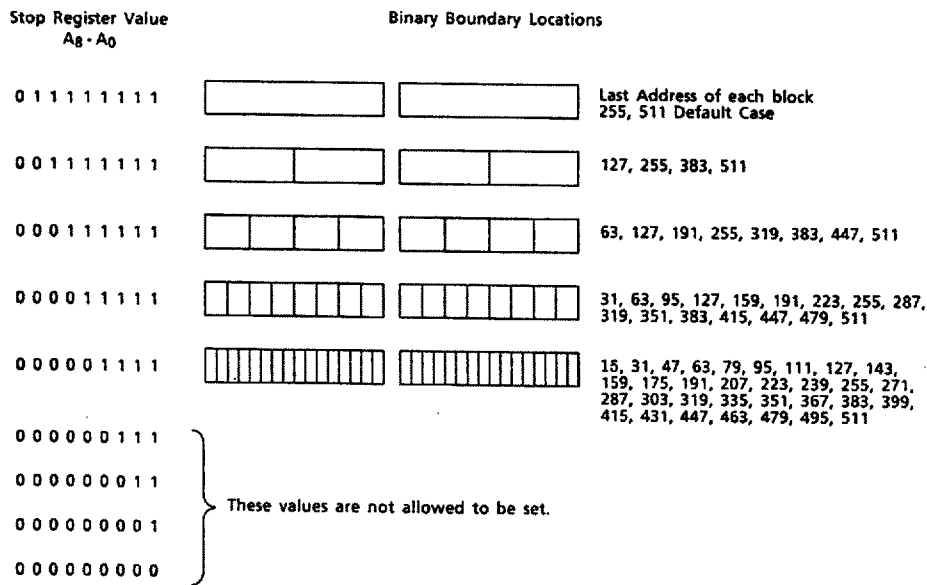 Stop Register Value
A8 - A0
Binary Boundary Locations
0 1 1 1 1 1 1 1 1
Last Address of each block
255, 511 Default Case
0 0 1 1 1 1 1 1 1
127, 255, 383, 511
0 0 0 1 1 1 1 1 1
63, 127, 191, 255, 319, 383, 447, 511
0 0 0 0 1 1 1 1 1
31, 63, 95, 127, 159, 191, 223, 255, 287,
319, 351, 383, 415, 447, 479, 511
0 0 0 0 0 1 1 1 1
15, 31, 47, 63, 79, 95, 111, 127, 143,
159, 175, 191, 207, 223, 239, 255, 271,
287, 303, 319, 335, 351, 367, 383, 399,
415, 431, 447, 463, 479, 495, 511
0 0 0 0 0 0 1 1 1
0 0 0 0 0 0 0 1 1
These values are not allowed to be set.
0 0 0 0 0 0 0 0 1
0 0 0 0 0 0 0 0 0